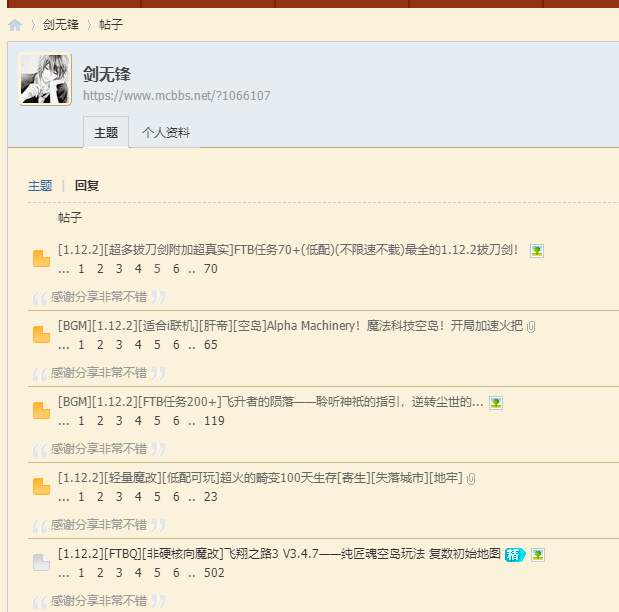 剑无锋 帖子
剑无锋
https://www.mcbbs.net/?1066107
主题 个人资料
主题 | 回复
帖子
[1.12.2][超多拔刀剑附加超真实]FTB任务70+(低配)(不限速不载)最全的1.12.2拔刀剑！
... 1 2 3 4 5 6 .. 70
感谢分享非常不错
[BGM][1.12.2][适合i联机][肝帝][空岛]Alpha Machinery！魔法科技空岛！开局加速火把
... 1 2 3 4 5 6 .. 65
感谢分享非常不错
[BGM][1.12.2][FTB任务200+]飞升者的陨落——聆听神祇的指引，逆转尘世的...
... 1 2 3 4 5 6 .. 119
感谢分享非常不错
[1.12.2][轻量魔改][低配可玩]超火的畸变100天生存[寄生][失落城市][地牢]
... 1 2 3 4 5 6 .. 23
感谢分享非常不错
[1.12.2][FTBQ][非硬核向魔改]飞翔之路3 V3.4.7——纯匠魂空岛玩法 复数初始地图
... 1 2 3 4 5 6 .. 502
感谢分享非常不错